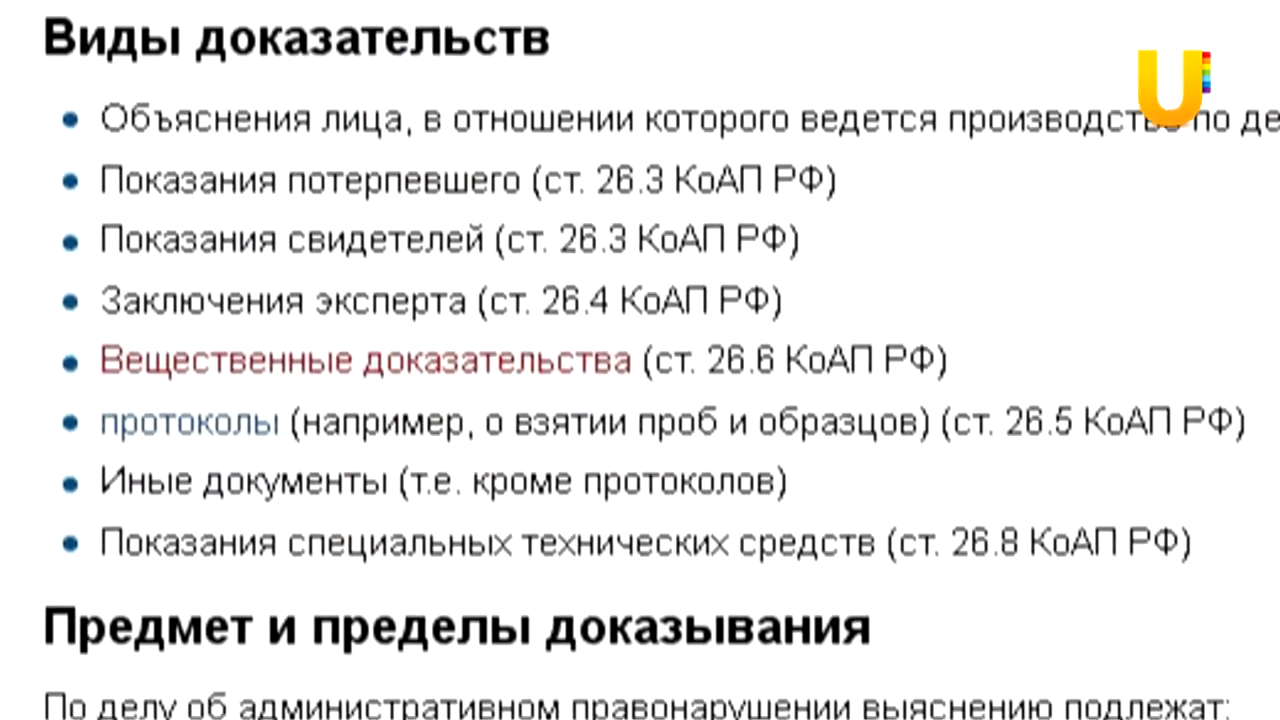 Виды доказательств
U
Объяснения лица, в отношении которого ведется производство по де
Показания потерпевшего (ст. 26.3 КоАП РФ)
Показания свидетелей (ст. 26.3 КоАП РФ)
Заключения эксперта (ст. 26.4 КоАП РФ)
Вещественные доказательства (ст. 26.6 КоАП РФ)
протоколы (например, о взятии проб и образцов) (ст. 26.5 КоАП РФ)
Иные документы (т.е. кроме протоколов)
Показания специальных технических средств (ст. 26.8 КоАП РФ)
Предмет и пределы доказывания
По делу об административном правонарушении выяснению подлежат: